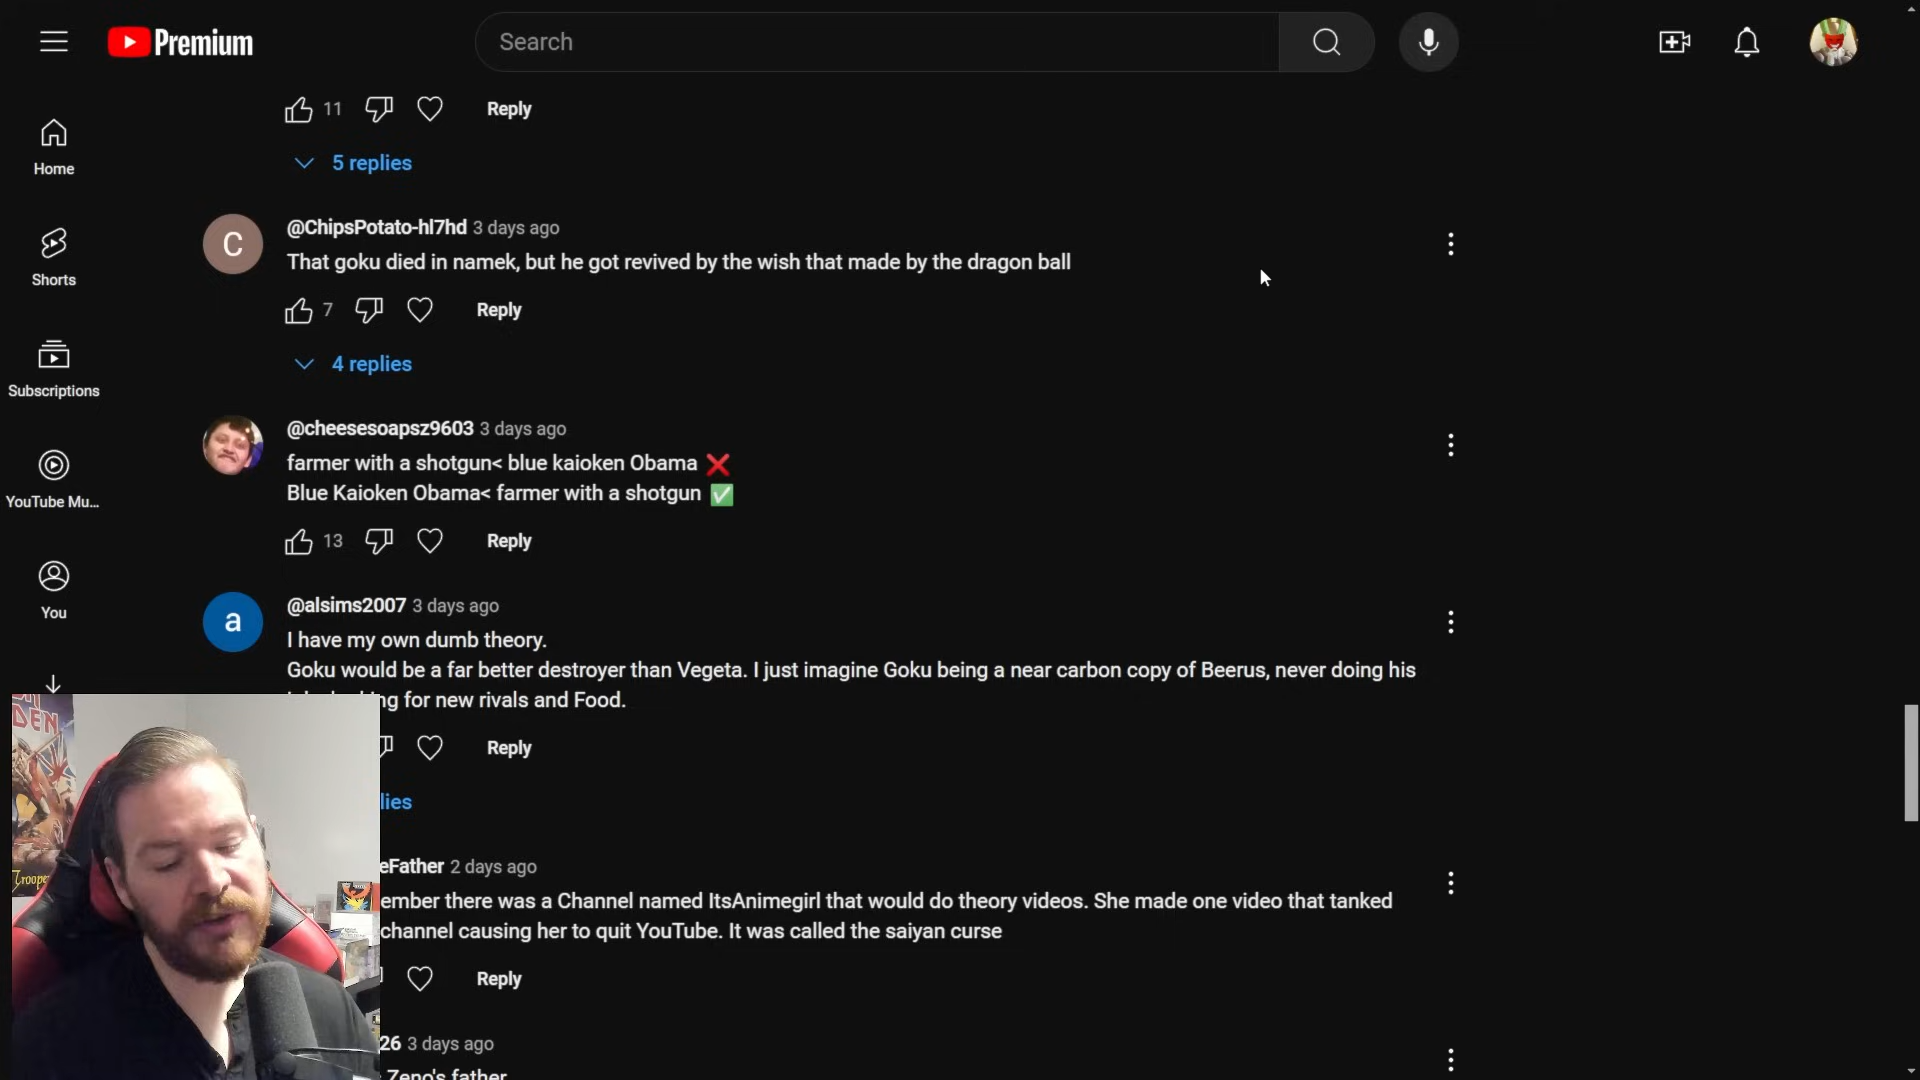 Premium
Search
11
Reply
5 replies
Home
@ChipsPotato-hl7hd 3 days ago
That goku died in namek, but he got revived by the wish that made by the dragon ball
Shorts
7
Reply
4 replies
Subscriptions
@cheesesoapsz9603 3 days ago
farmer with a shotgun< blue kaioken Obama ❌
Blue Kaioken Obama< farmer with a shotgun ✅
YouTube Mu...
13
Reply
@alsims2007 3 days ago
You
I have my own dumb theory.
Goku would be a far better destroyer than Vegeta. I just imagine Goku being a near carbon copy of Beerus, never doing his
ng for new rivals and Food.
Reply
lies
eFather 2 days ago
ember there was a Channel named ItsAnimegirl that would do theory videos. She made one video that tanked
channel causing her to quit YouTube. It was called the saiyan curse
Reply
26 3 days ago
Zeno's father
C
a
DEN
Trooper